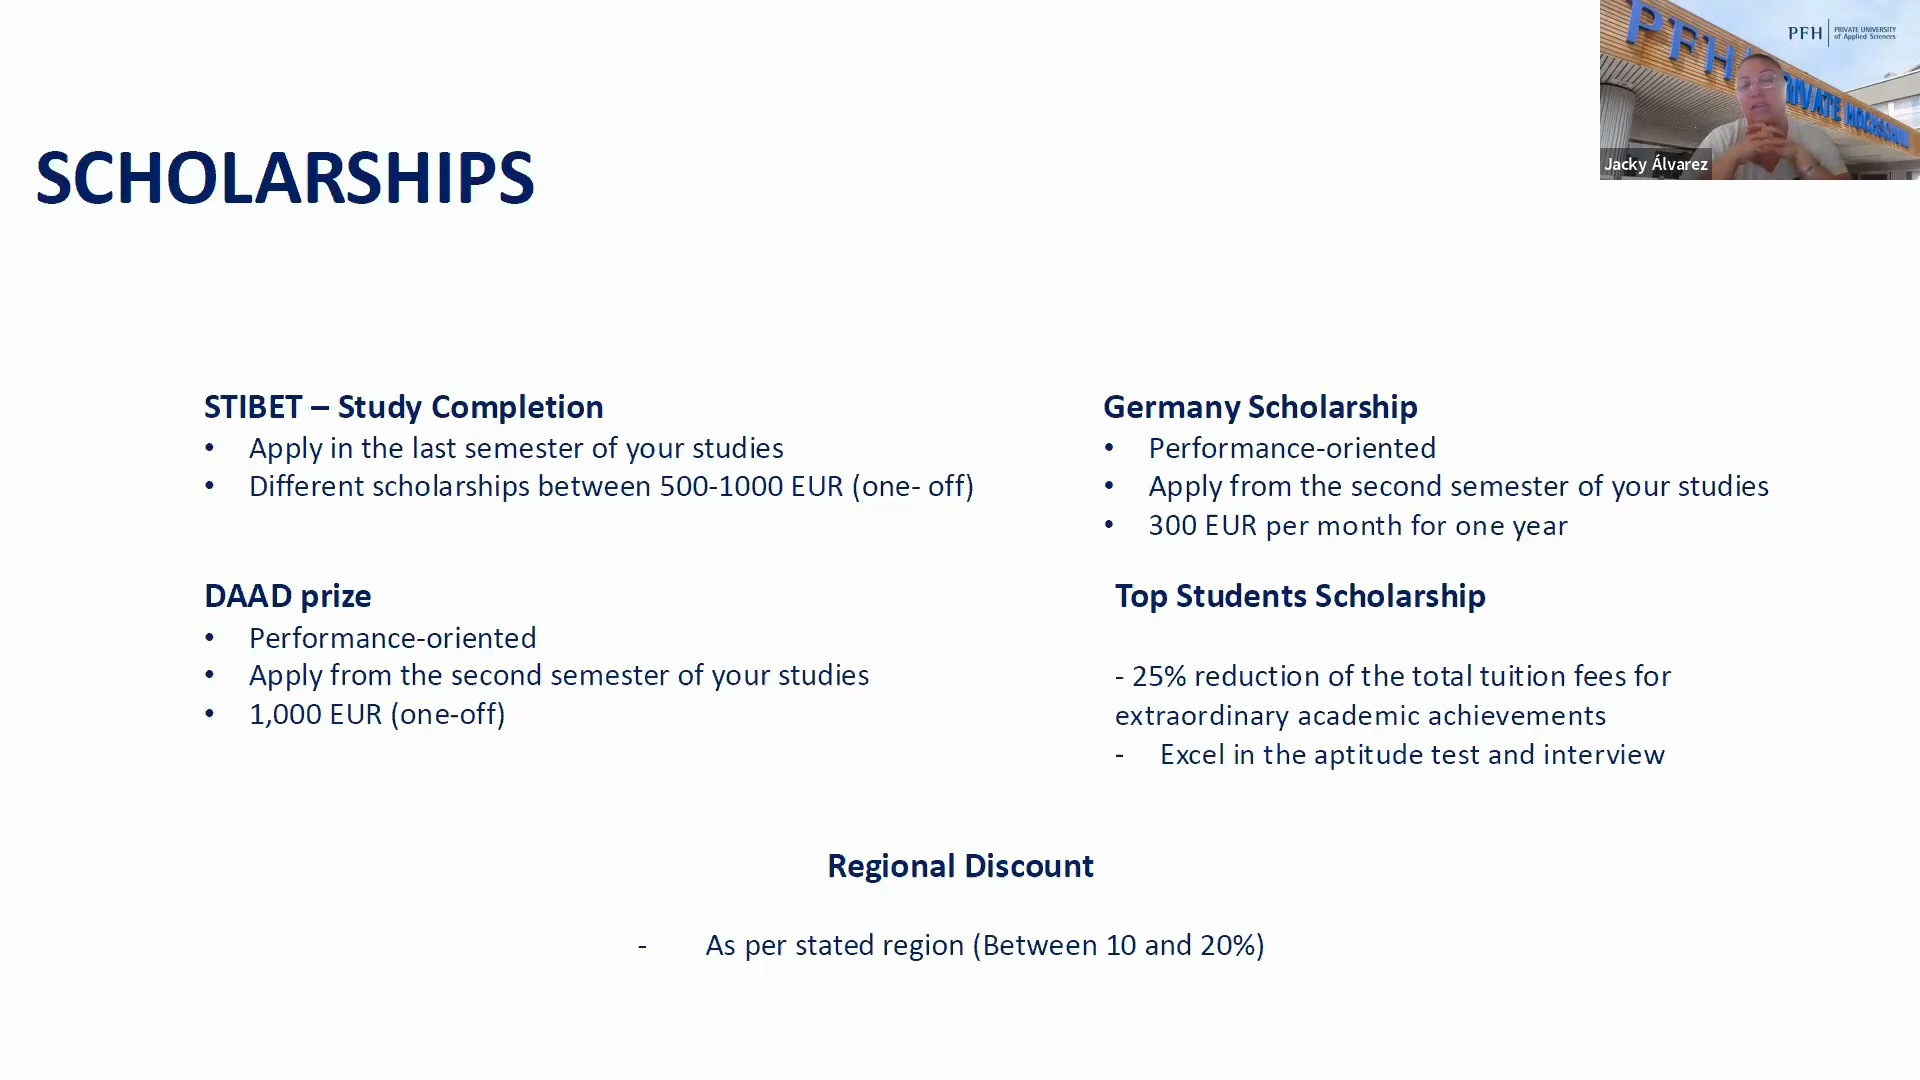 PFH PRIVATE UNIVERSITY
of Applied Sciences
PFH PRIVATE HOCHSCHULE
Jacky Álvarez
SCHOLARSHIPS
STIBET – Study Completion
• Apply in the last semester of your studies
• Different scholarships between 500-1000 EUR (one- off)
Germany Scholarship
• Performance-oriented
• Apply from the second semester of your studies
• 300 EUR per month for one year
DAAD prize
• Performance-oriented
• Apply from the second semester of your studies
• 1,000 EUR (one-off)
Top Students Scholarship
- 25% reduction of the total tuition fees for
extraordinary academic achievements
- Excel in the aptitude test and interview
Regional Discount
- As per stated region (Between 10 and 20%)